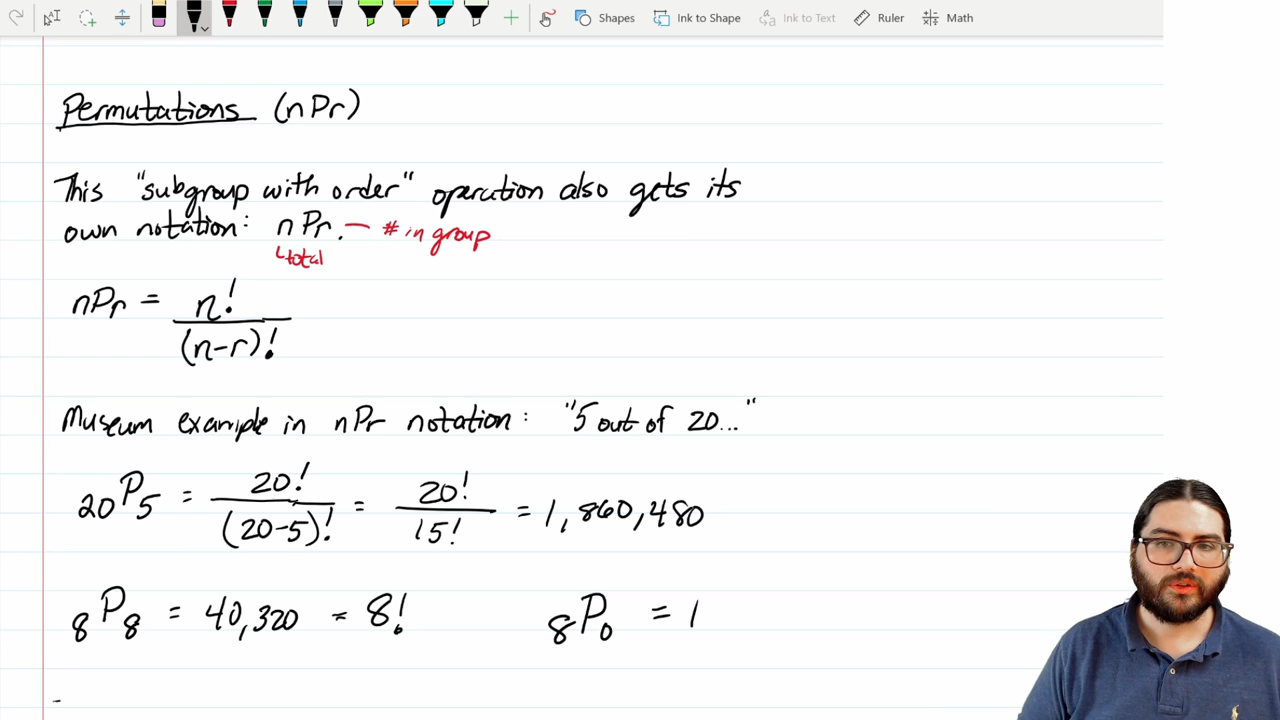 Shapes Ink to Shape Ink to Text Ruler Math
Permutations (nPr)
This "subgroup with order" operation also gets its
own notation: nPr. — # in group
total
nPr = n! / (n-r)!
Museum example in nPr notation: "5 out of 20..."
20P5 = 20! / (20-5)! = 20! / 15! = 1,860,480
8P8 = 40,320 = 8! 8P0 = 1